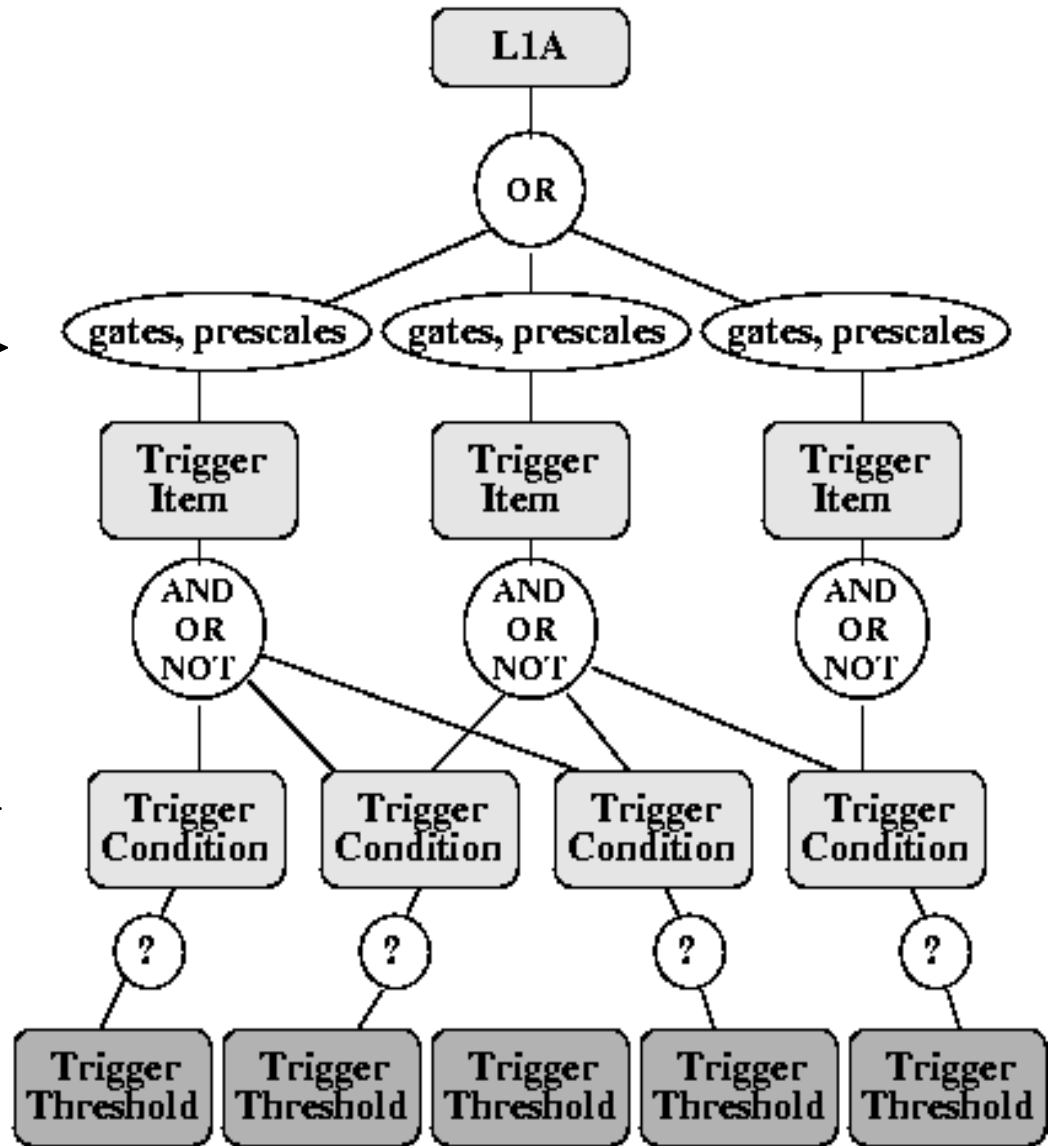 L1A
OR
gates, prescales gates, prescales gates, prescales
Trigger Item
Trigger Item
Trigger Item
AND
OR
NOT
AND
OR
NOT
AND
OR
NOT
Trigger
Condition
Trigger
Condition
Trigger
Condition
Trigger
Condition
? ? ? ?
Trigger
Threshold
Trigger
Threshold
Trigger
Threshold
Trigger
Threshold
Trigger
Threshold